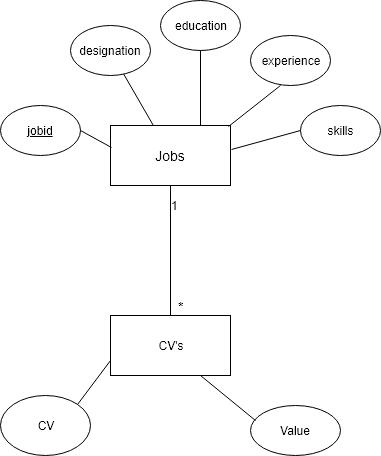 education
designation
experience
jobid
skills
Jobs
1
*
CV's
CV
Value